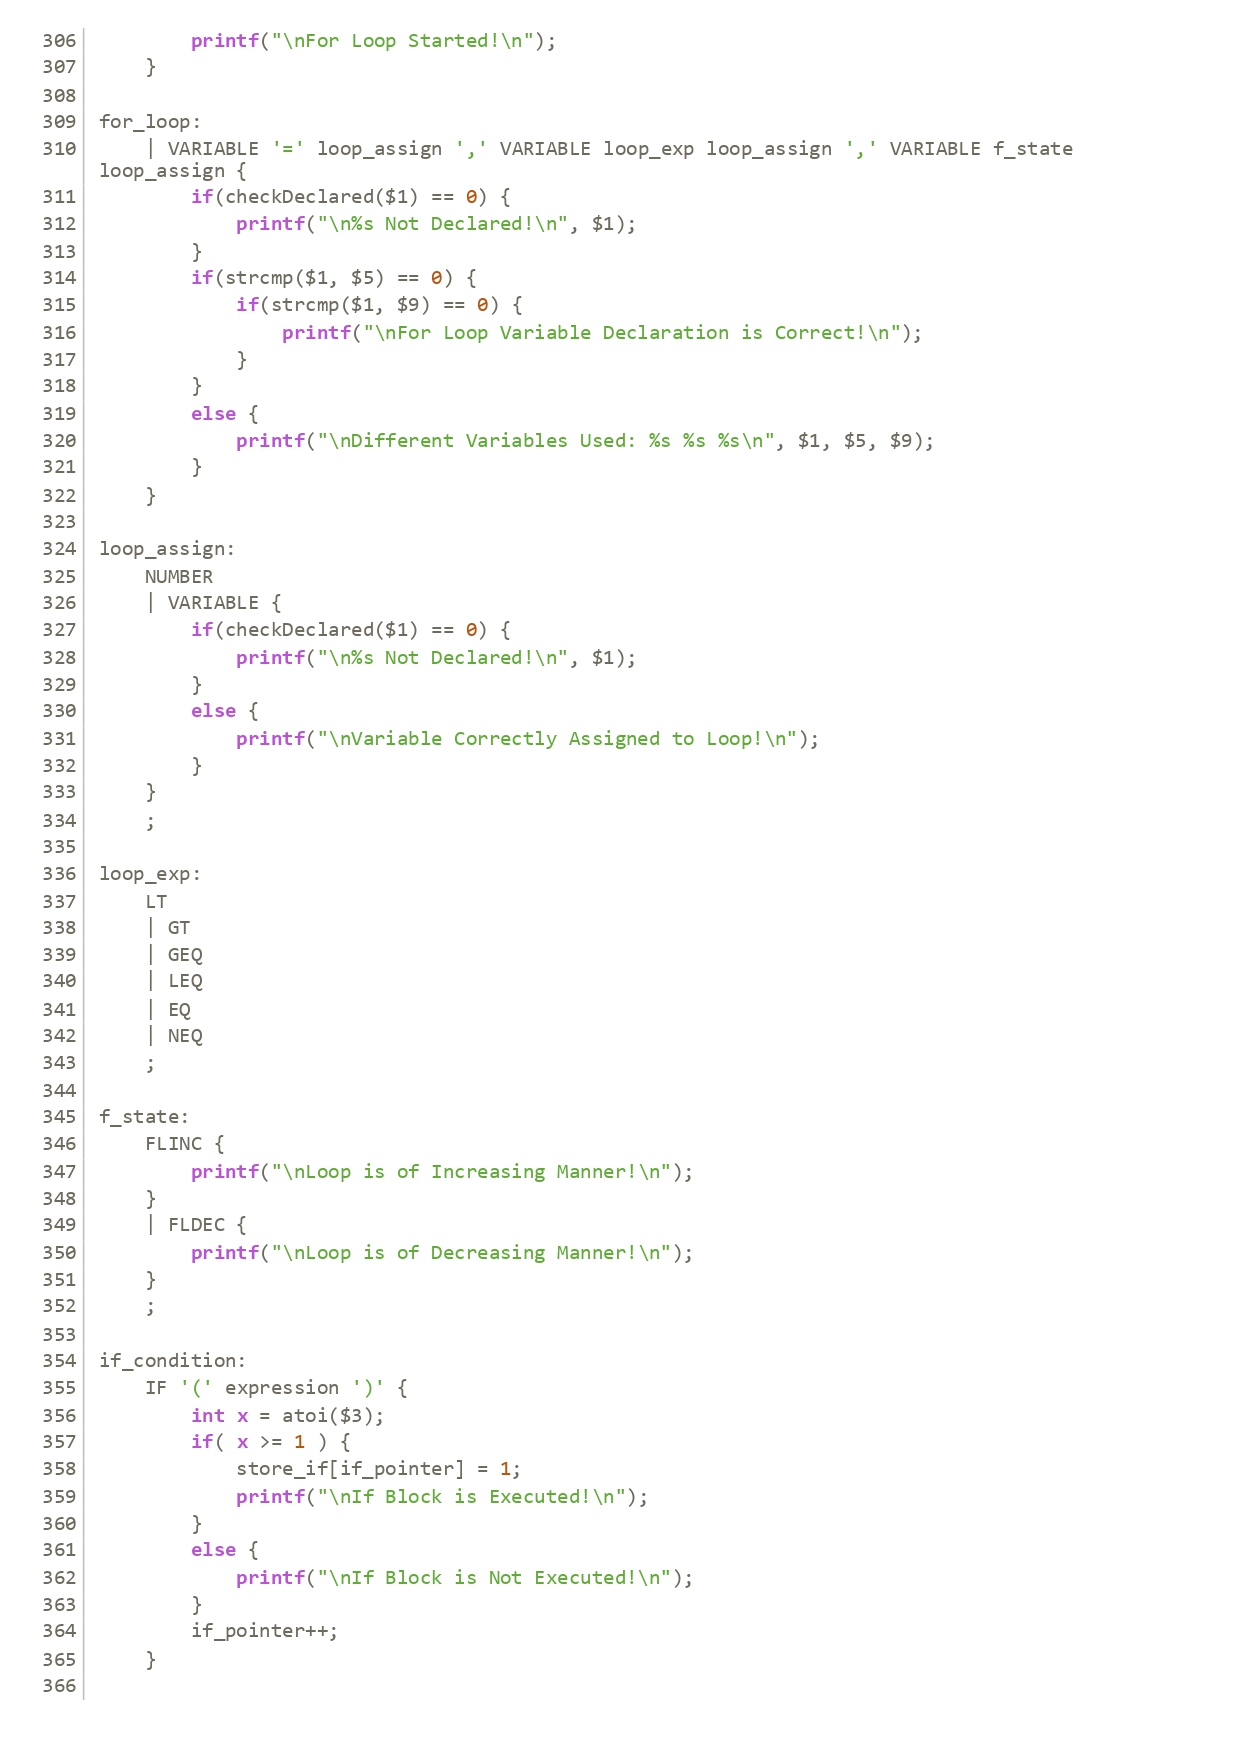 306         printf("\nFor Loop Started!\n");
307     }
308
309 for_loop:
310     | VARIABLE '=' loop_assign ',' VARIABLE loop_exp loop_assign ',' VARIABLE f_state
loop_assign {
311         if(checkDeclared($1) == 0) {
312             printf("\n%s Not Declared!\n", $1);
313         }
314         if(strcmp($1, $5) == 0) {
315             if(strcmp($1, $9) == 0) {
316                 printf("\nFor Loop Variable Declaration is Correct!\n");
317             }
318         }
319         else {
320             printf("\nDifferent Variables Used: %s %s %s\n", $1, $5, $9);
321         }
322     }
323
324 loop_assign:
325     NUMBER
326     | VARIABLE {
327         if(checkDeclared($1) == 0) {
328             printf("\n%s Not Declared!\n", $1);
329         }
330         else {
331             printf("\nVariable Correctly Assigned to Loop!\n");
332         }
333     }
334     ;
335
336 loop_exp:
337     LT
338     | GT
339     | GEQ
340     | LEQ
341     | EQ
342     | NEQ
343     ;
344
345 f_state:
346     FLINC {
347         printf("\nLoop is of Increasing Manner!\n");
348     }
349     | FLDEC {
350         printf("\nLoop is of Decreasing Manner!\n");
351     }
352     ;
353
354 if_condition:
355     IF '(' expression ')' {
356         int x = atoi($3);
357         if( x >= 1 ) {
358             store_if[if_pointer] = 1;
359             printf("\nIf Block is Executed!\n");
360         }
361         else {
362             printf("\nIf Block is Not Executed!\n");
363         }
364         if_pointer++;
365     }
366